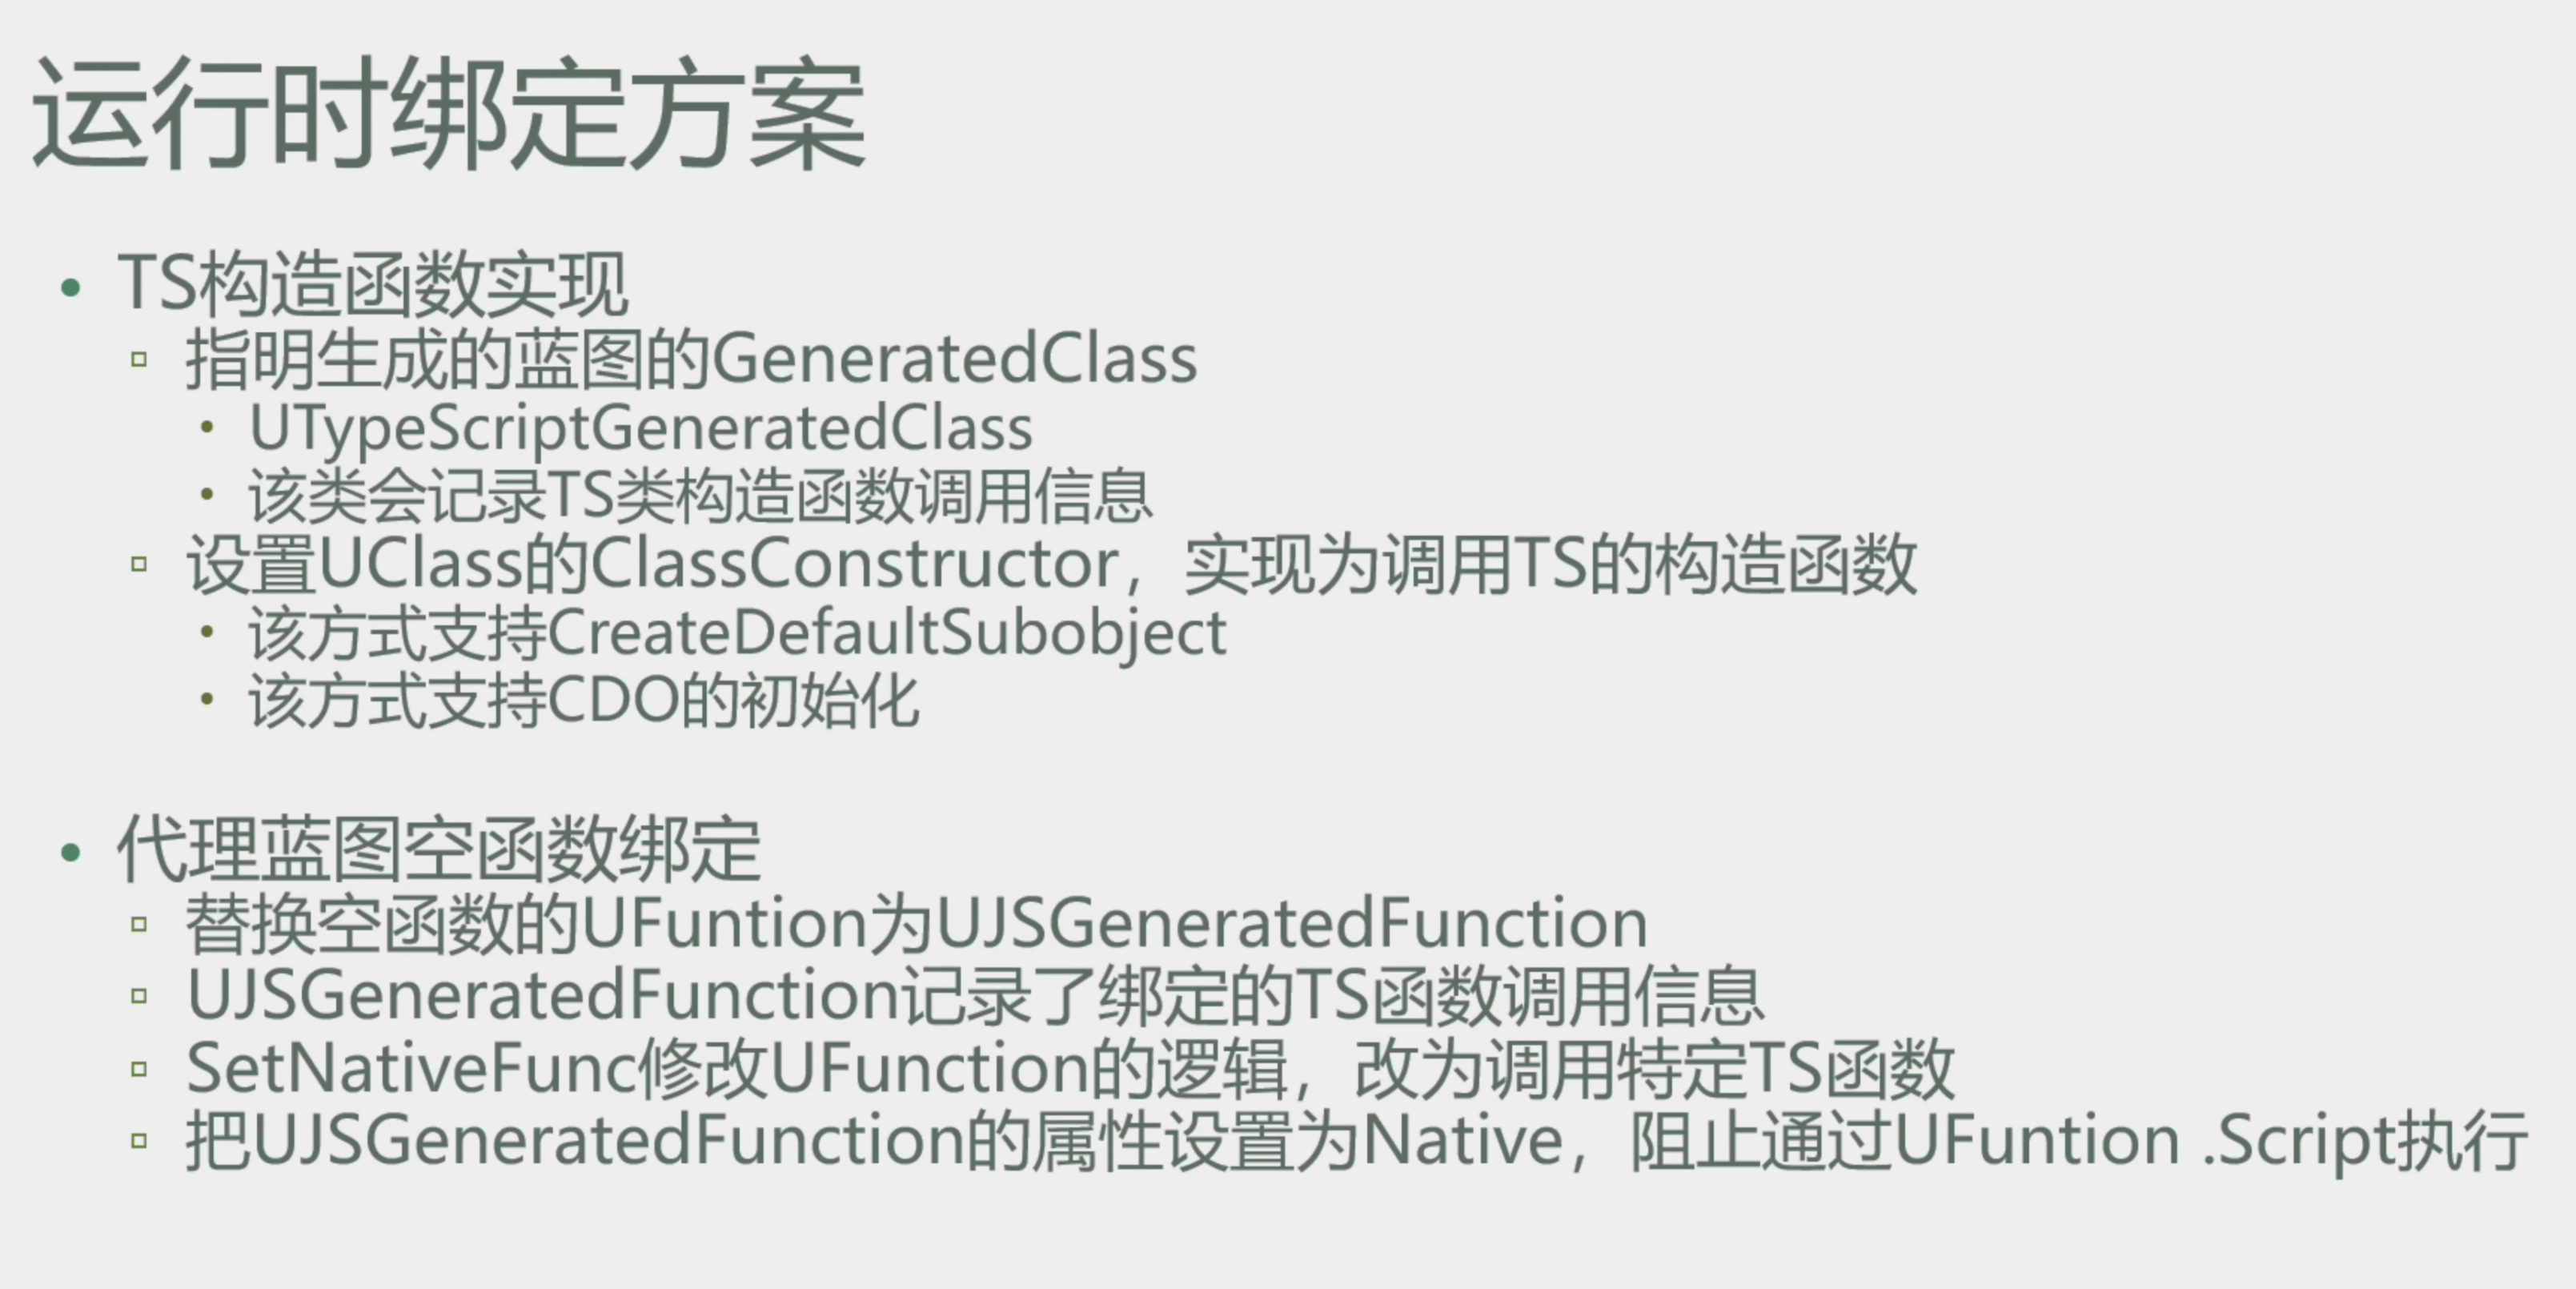 运行时绑定方案
• TS构造函数实现
▫ 指明生成的蓝图的GeneratedClass
• UTypeScriptGeneratedClass
• 该类会记录TS类构造函数调用信息
▫ 设置UClass的ClassConstructor，实现为调用TS的构造函数
• 该方式支持CreateDefaultSubobject
• 该方式支持CDO的初始化
• 代理蓝图空函数绑定
▫ 替换空函数的UFuntion为UJSGeneratedFunction
▫ UJSGeneratedFunction记录了绑定的TS函数调用信息
▫ SetNativeFunc修改UFunction的逻辑，改为调用特定TS函数
▫ 把UJSGeneratedFunction的属性设置为Native，阻止通过UFuntion .Script执行